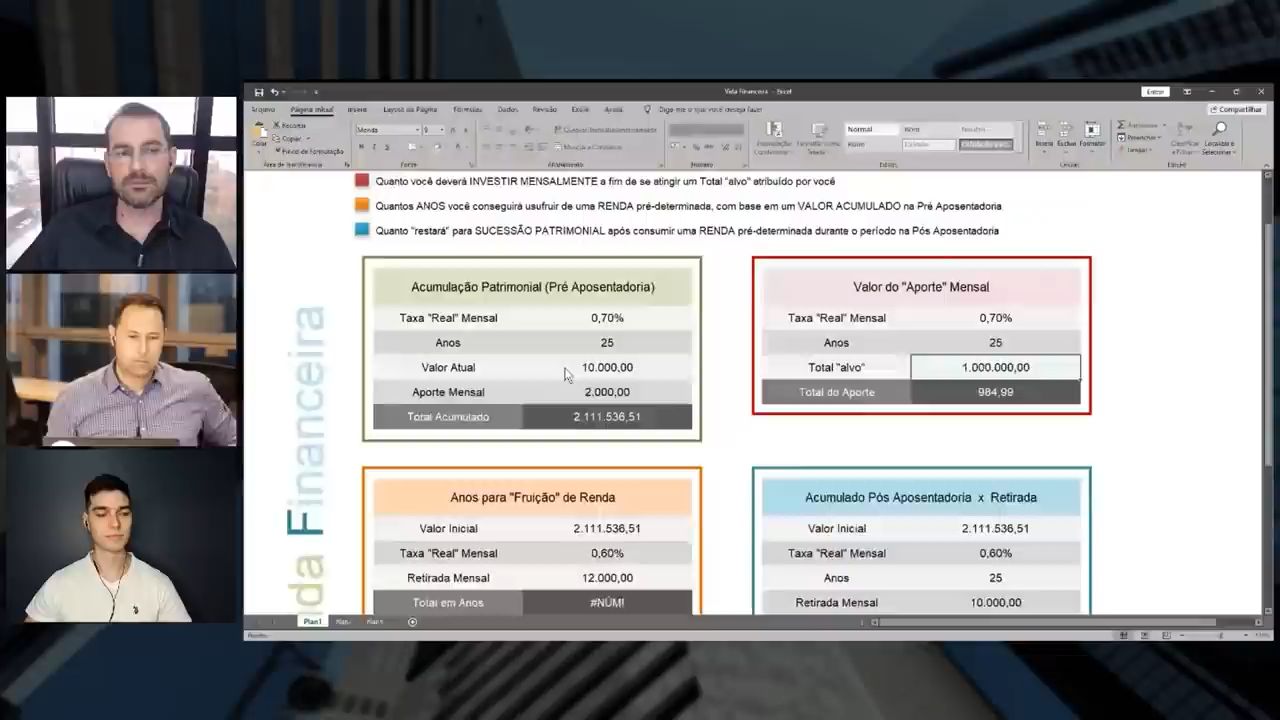 Vida Financeira - Excel
Entrar
Arquivo Página Inicial Inserir Layout da Página Fórmulas Dados Revisão Exibir Ajuda Diga-me o que você deseja fazer
Compartilhar
Recortar
Copiar
Pincel de Formatação
Normal
Quanto você deverá INVESTIR MENSALMENTE a fim de se atingir um Total "alvo" atribuído por você
Quantos ANOS você conseguirá usufruir de uma RENDA pré-determinada, com base em um VALOR ACUMULADO na Pré Aposentadoria
Quanto "restará" para SUCESSÃO PATRIMONIAL após consumir uma RENDA pré-determinada durante o período na Pós Aposentadoria
da Financeira
Acumulação Patrimonial (Pré Aposentadoria)
Taxa "Real" Mensal 0,70%
Anos 25
Valor Atual 10.000,00
Aporte Mensal 2.000,00
Total Acumulado 2.111.536,51
Valor do "Aporte" Mensal
Taxa "Real" Mensal 0,70%
Anos 25
Total "alvo" 1.000.000,00
Total do Aporte 984,99
Anos para "Fruição" de Renda
Valor Inicial 2.111.536,51
Taxa "Real" Mensal 0,60%
Retirada Mensal 12.000,00
Total em Anos #NÚM!
Acumulado Pós Aposentadoria x Retirada
Valor Inicial 2.111.536,51
Taxa "Real" Mensal 0,60%
Anos 25
Retirada Mensal 10.000,00
Plan1